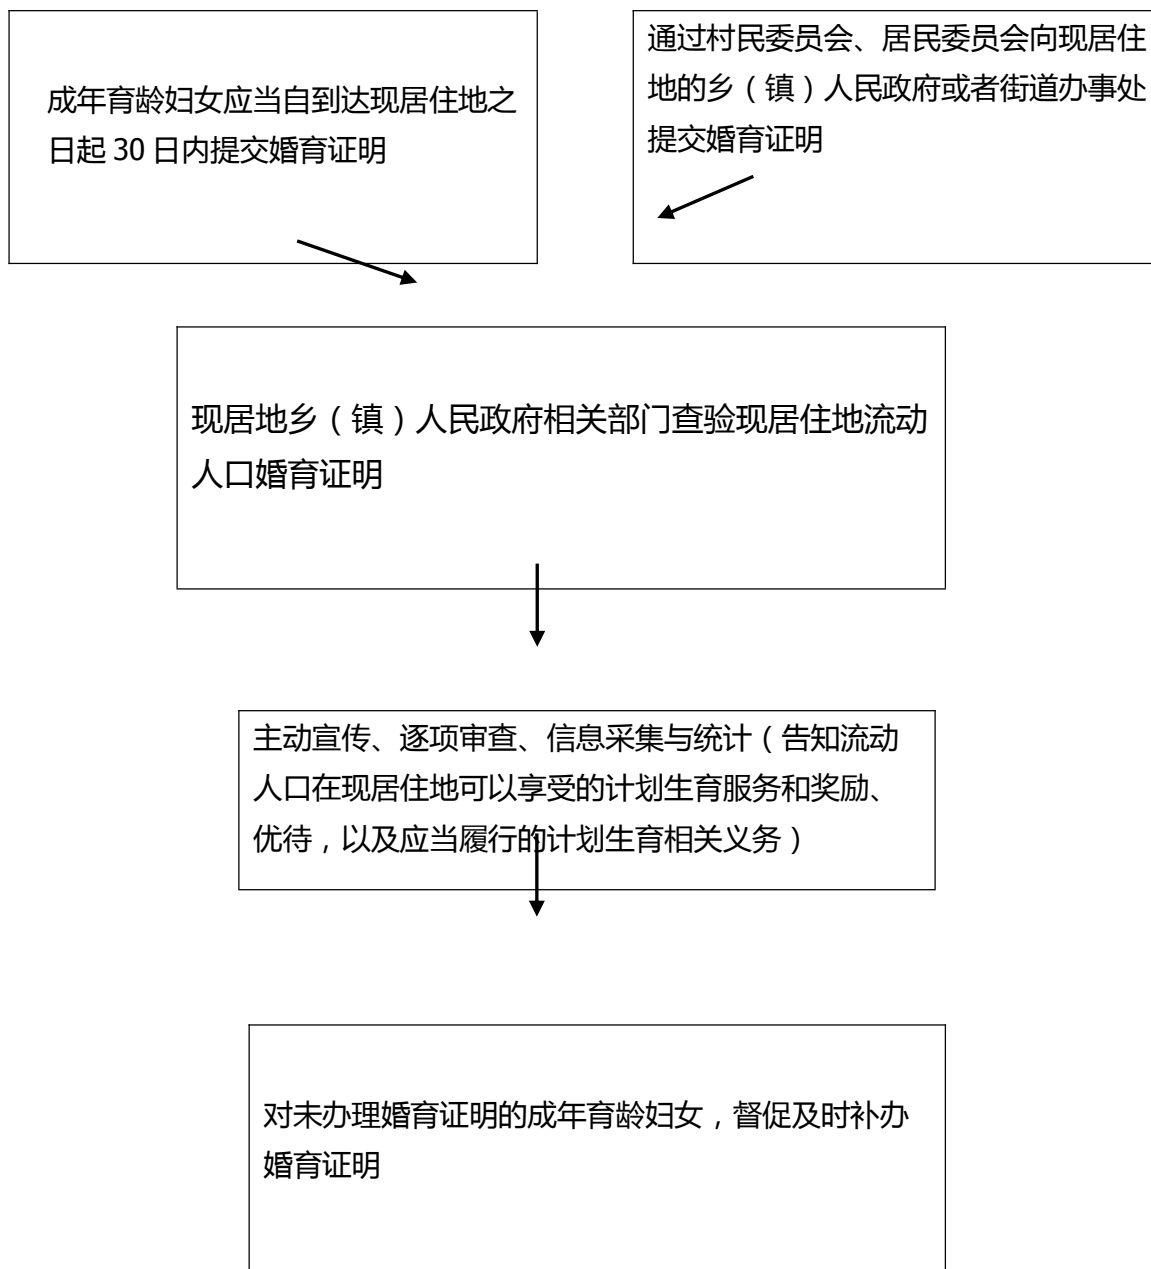 成年育龄妇女应当自到达现居住地之
日起 30 日内提交婚育证明
通过村民委员会、居民委员会向现居住
地的乡（镇）人民政府或者街道办事处
提交婚育证明
现居地乡（镇）人民政府相关部门查验现居住地流动
人口婚育证明
主动宣传、逐项审查、信息采集与统计（告知流动
人口在现居住地可以享受的计划生育服务和奖励、
优待，以及应当履行的计划生育相关义务）
对未办理婚育证明的成年育龄妇女，督促及时补办
婚育证明